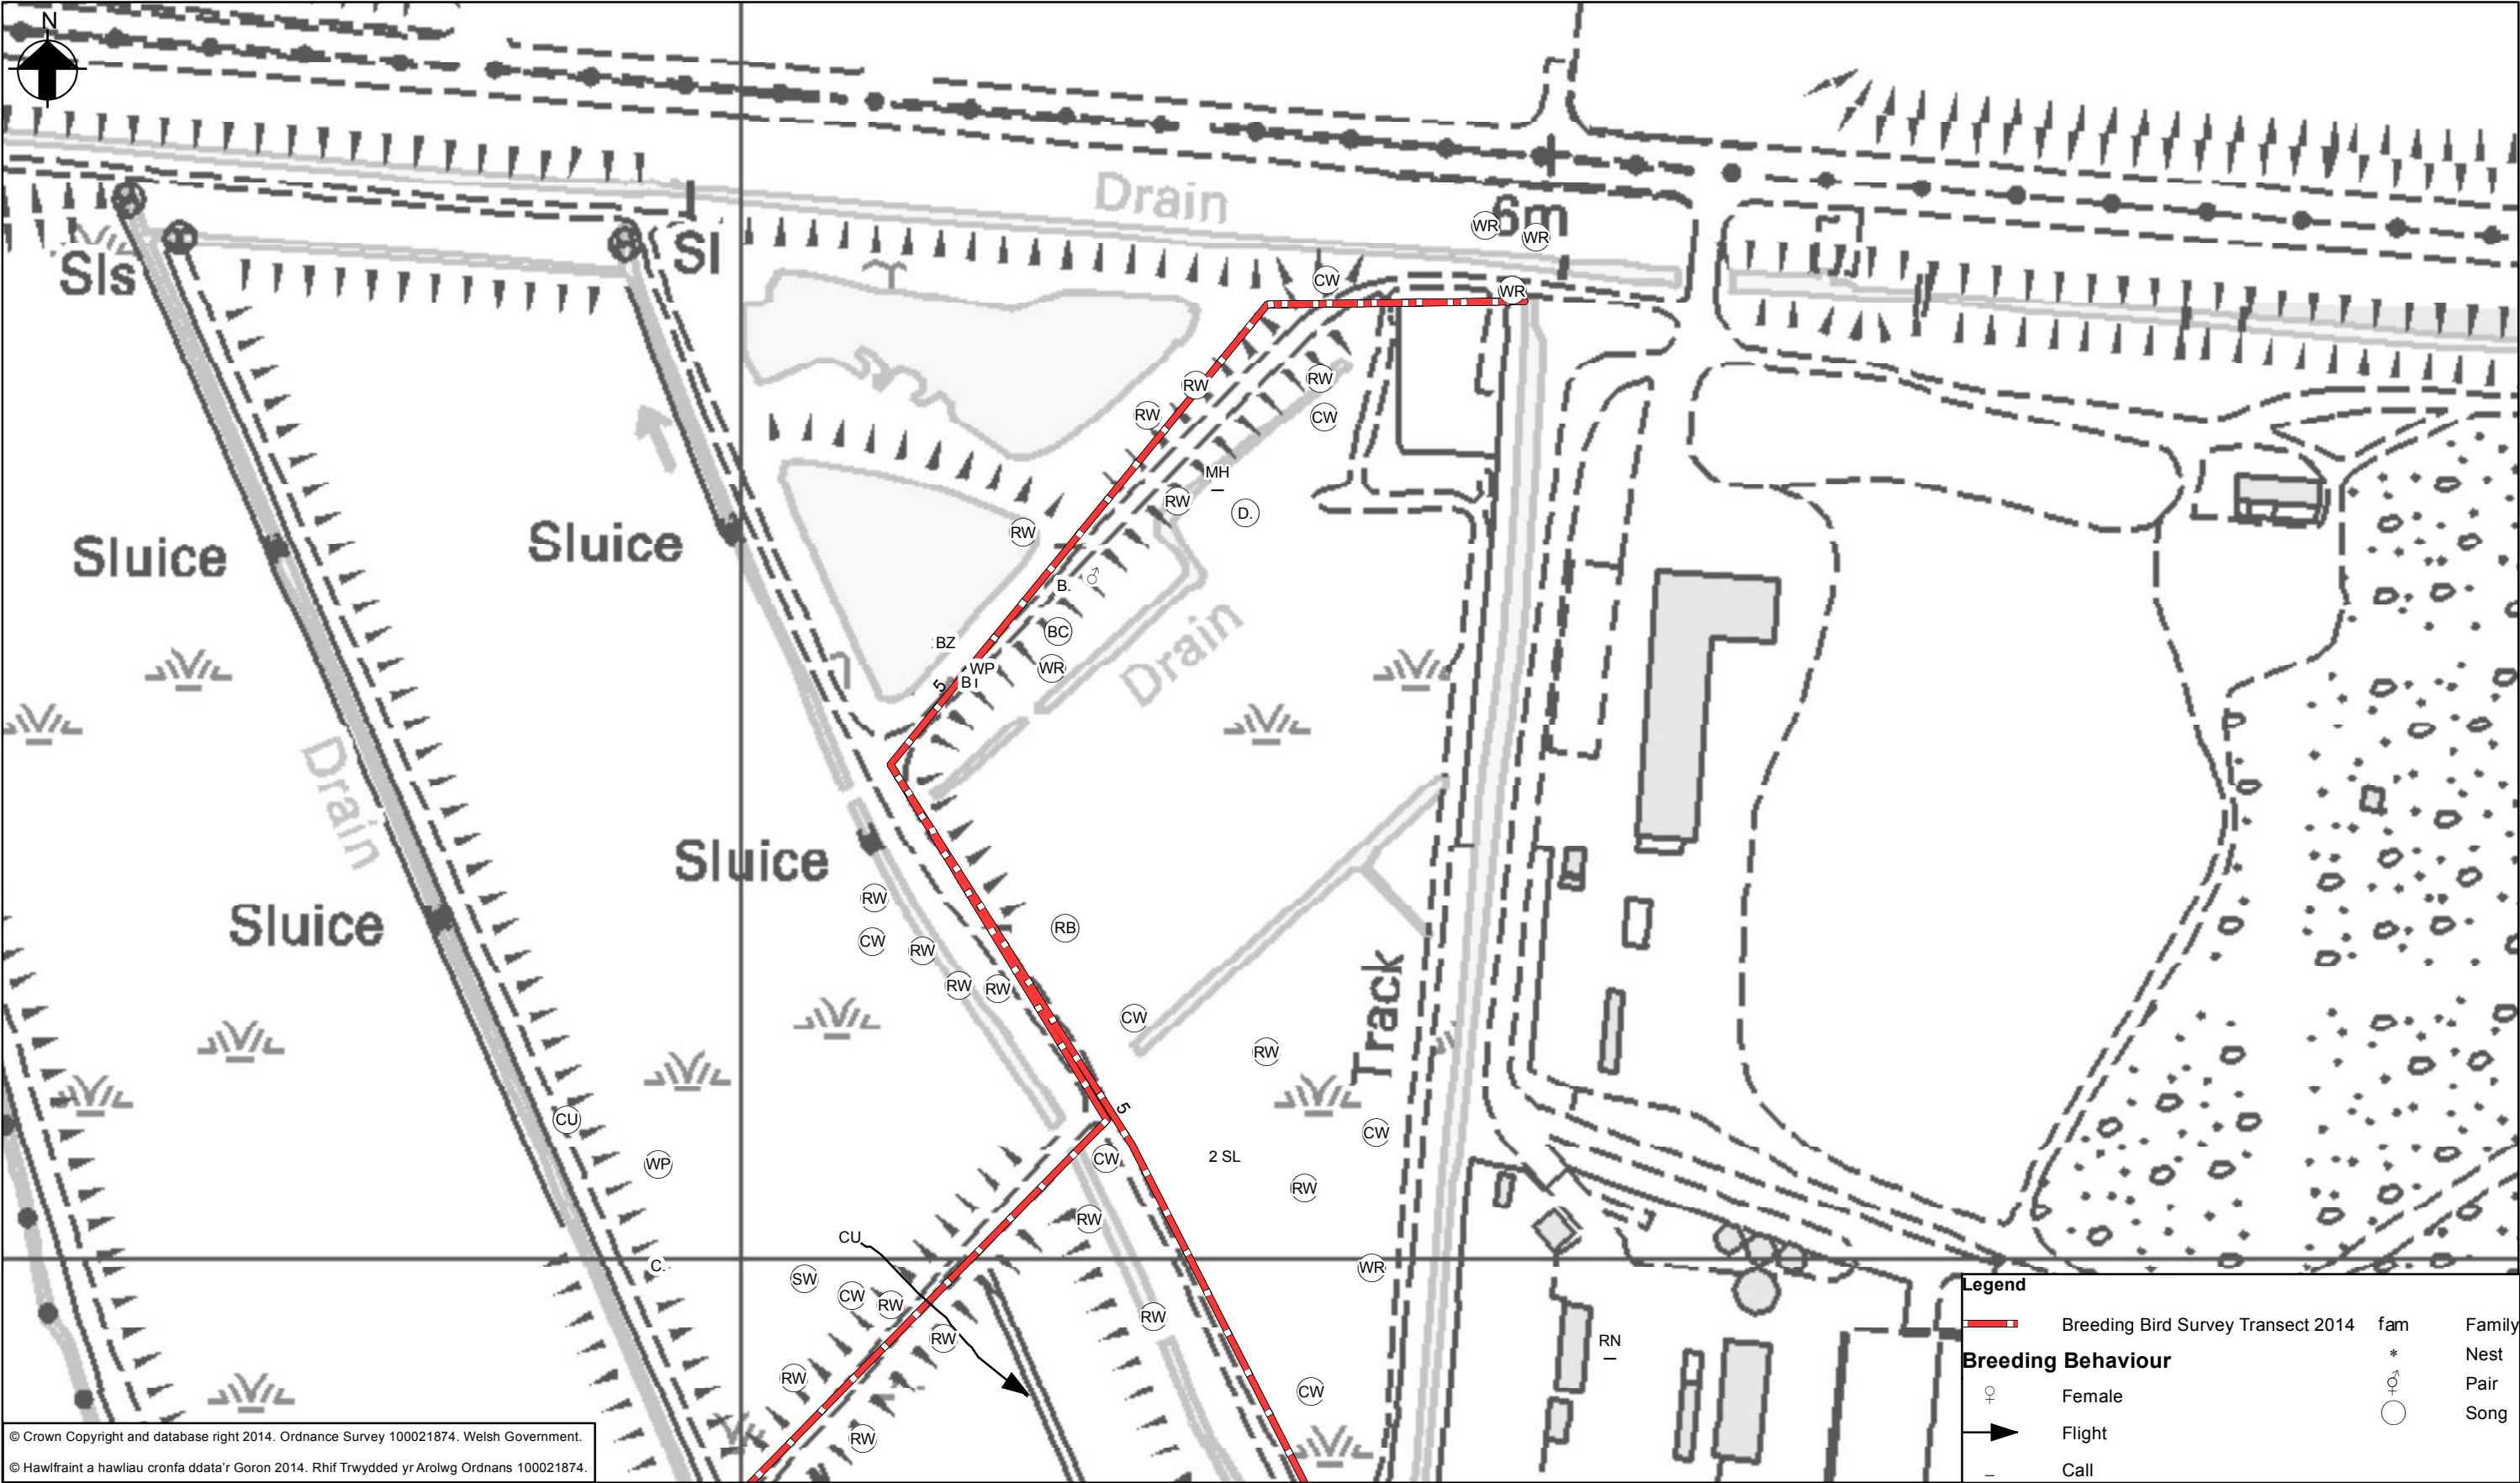 N
Drain
6m
WR
WR
Sls
Sl
CW
WR
RW
RW
RW
CW
MH
RW
D.
RW
Sluice
Sluice
B.
♂
BC
Drain
BZ
WP
WR
5
Drain
Sluice
Sluice
RW
RB
CW
RW
RW
RW
Track
CW
RW
5
CU
CW
WP
CW
2 SL
RW
RW
CU
C.
WR
SW
CW
RW
RW
RW
RN
RW
CW
RW
Legend
Breeding Bird Survey Transect 2014
fam
Family
Breeding Behaviour
*
Nest
♀
Female
Pair
Song
Flight
Call
© Crown Copyright and database right 2014. Ordnance Survey 100021874. Welsh Government.
© Hawlfraint a hawliau cronfa ddata'r Goron 2014. Rhif Trwydded yr Arolwg Ordnans 100021874.